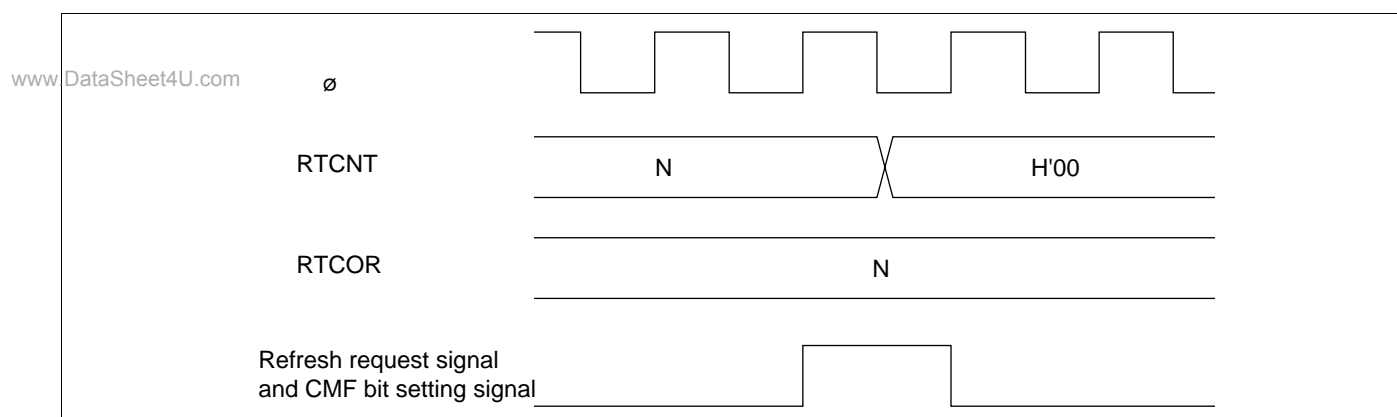 www.DataSheet4U.com
ø
RTCNT
N
H'00
RTCOR
N
Refresh request signal
and CMF bit setting signal